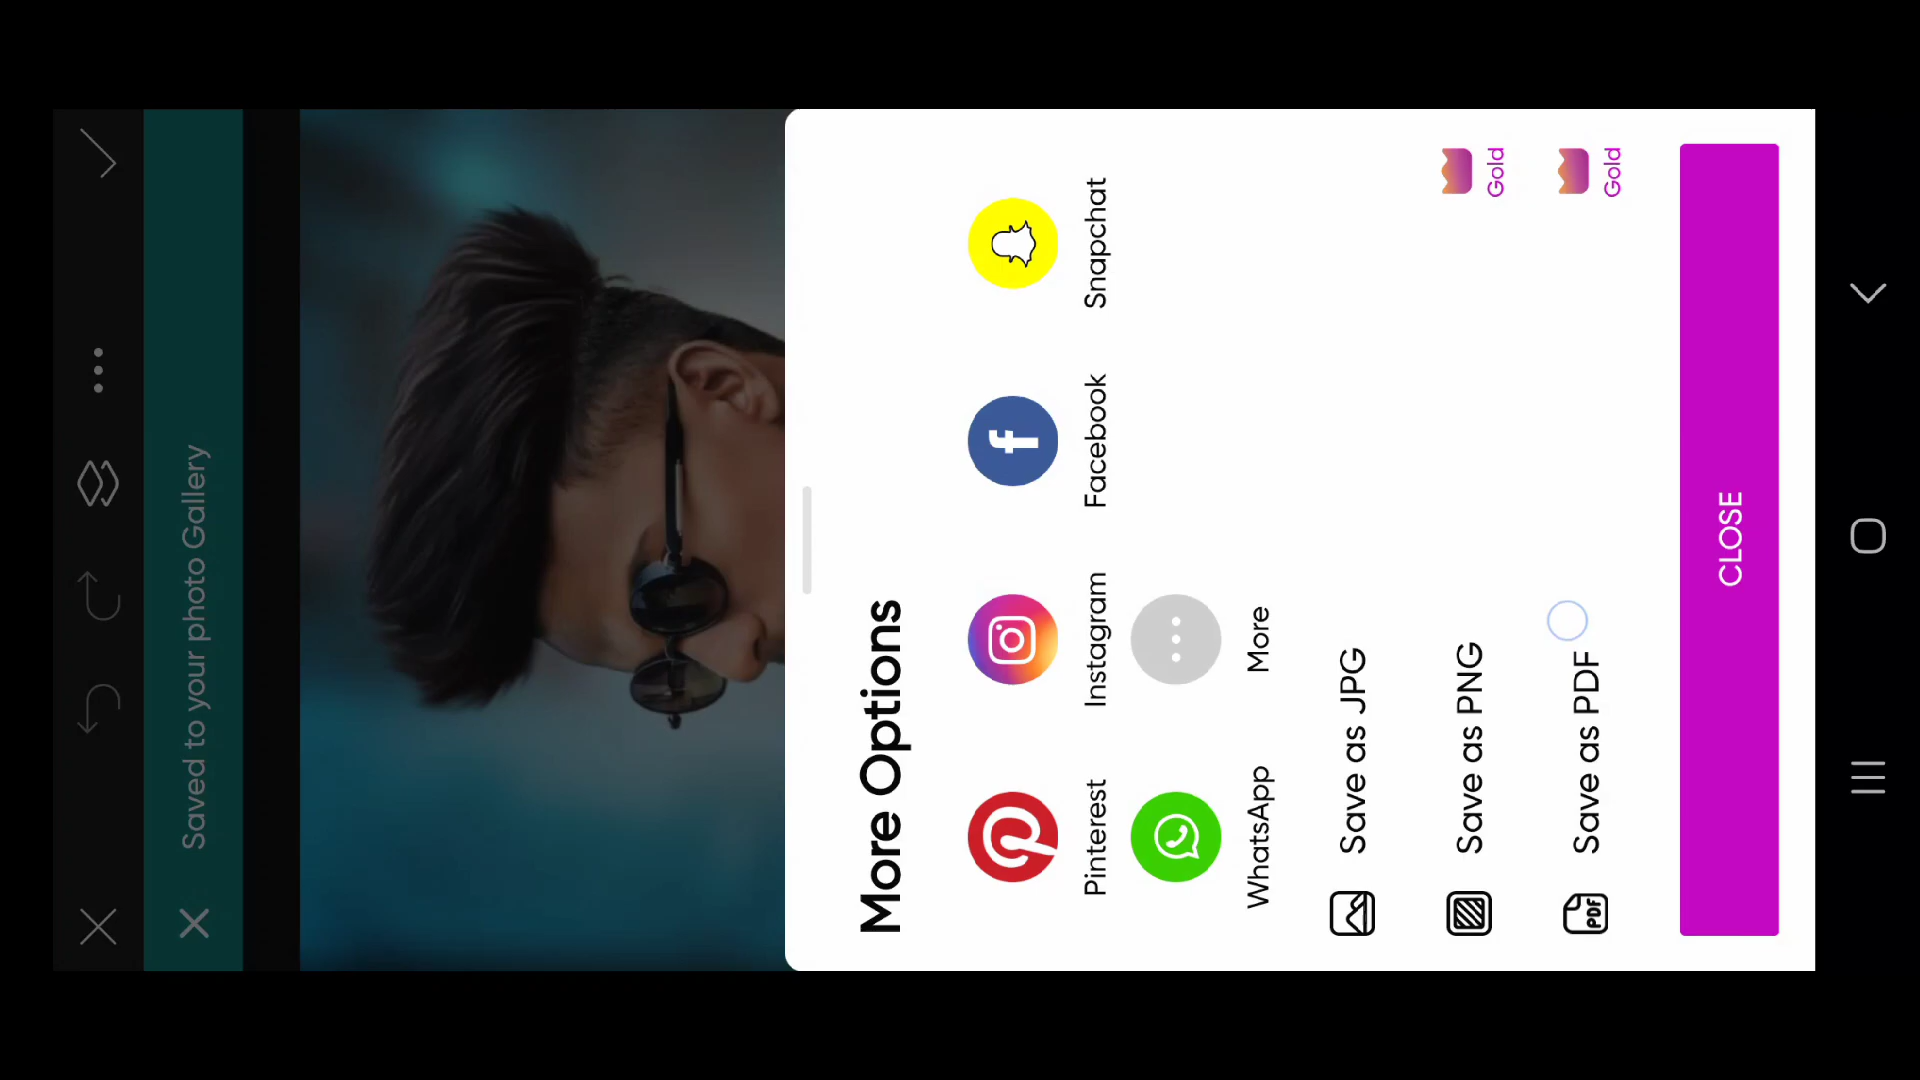 Saved to your photo Gallery
More Options
Pinterest
Instagram
Facebook
Snapchat
WhatsApp
More
Save as JPG
Save as PNG
Gold
PDF
Save as PDF
Gold
CLOSE